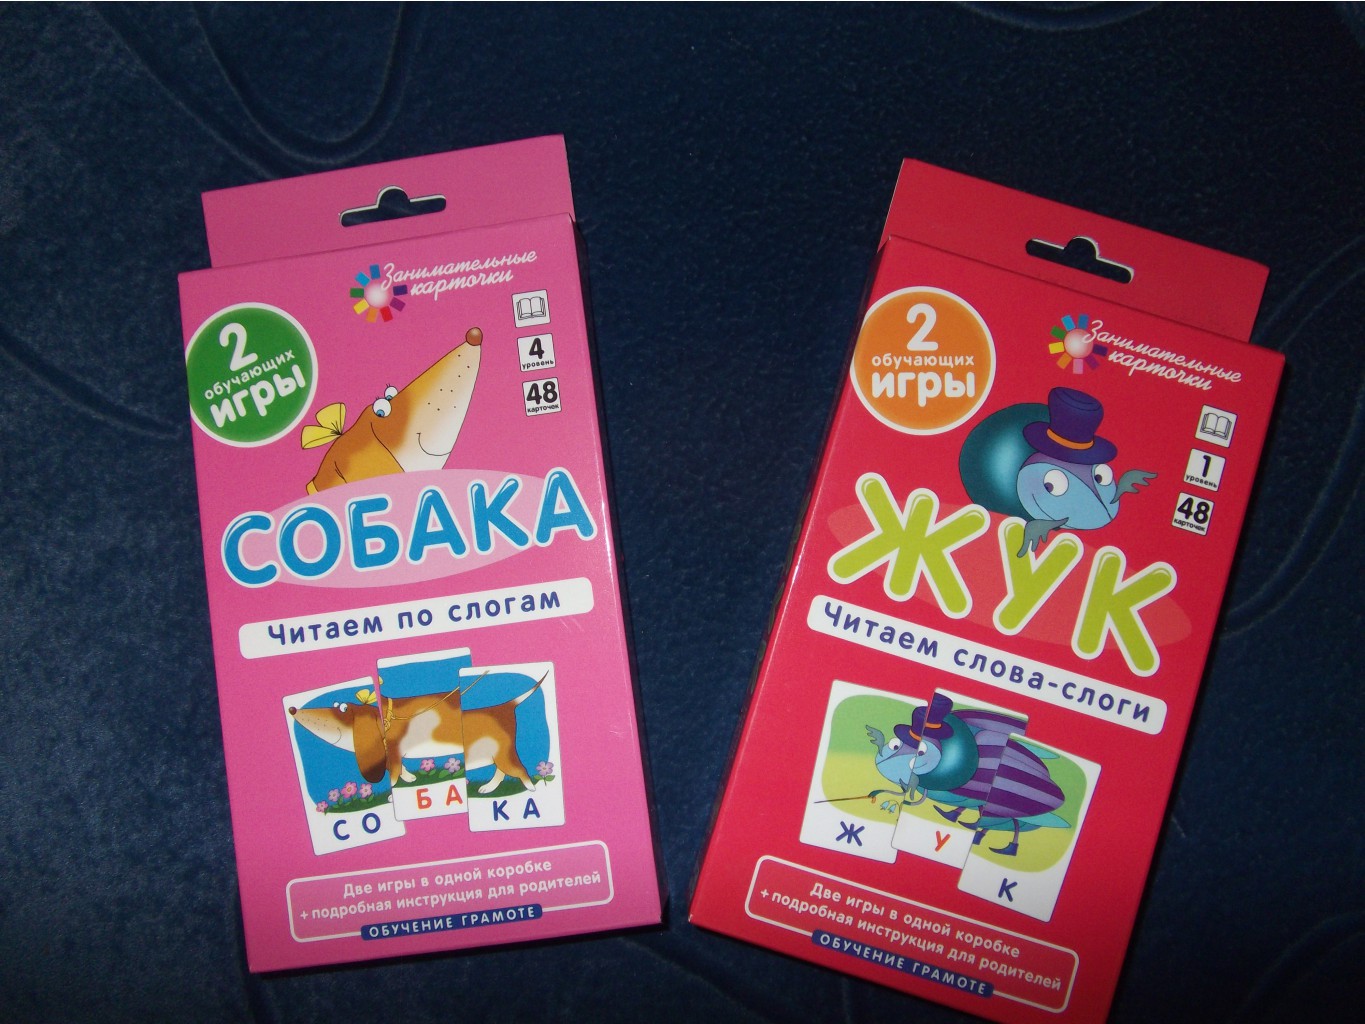 Занимательные
карточки
2
обучающих
игры
4
уровень
48
карточек
СОБАКА
Читаем по слогам
СО БА КА
Две игры в одной коробке
+ подробная инструкция для родителей
ОБУЧЕНИЕ ГРАМОТЕ
Занимательные
карточки
2
обучающих
игры
1
уровень
48
карточек
ЖУК
Читаем слова-слоги
Ж У К
Две игры в одной коробке
+ подробная инструкция для родителей
ОБУЧЕНИЕ ГРАМОТЕ